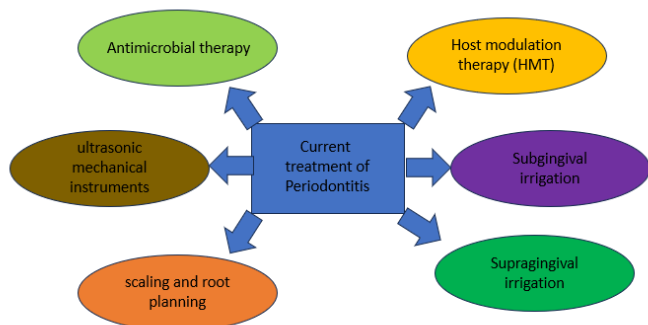 Antimicrobial therapy
Host modulation
therapy (HMT)
ultrasonic
mechanical
instruments
Current
treatment of
Periodontitis
Subgingival
irrigation
scaling and root
planning
Supragingival
irrigation